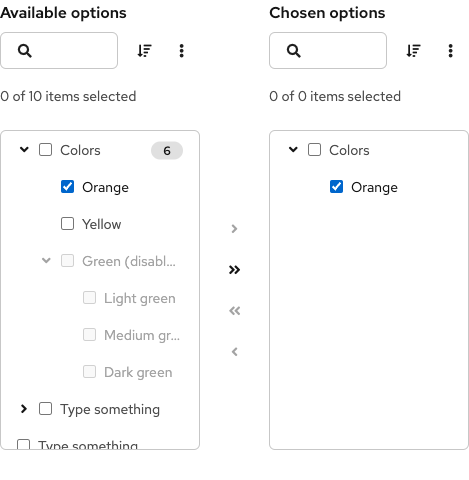 Available options
Chosen options
0 of 10 items selected
0 of 0 items selected
Colors
6
Orange
Yellow
Green (disabl...
Light green
Medium gr...
Dark green
Type something
Type something
Colors
Orange